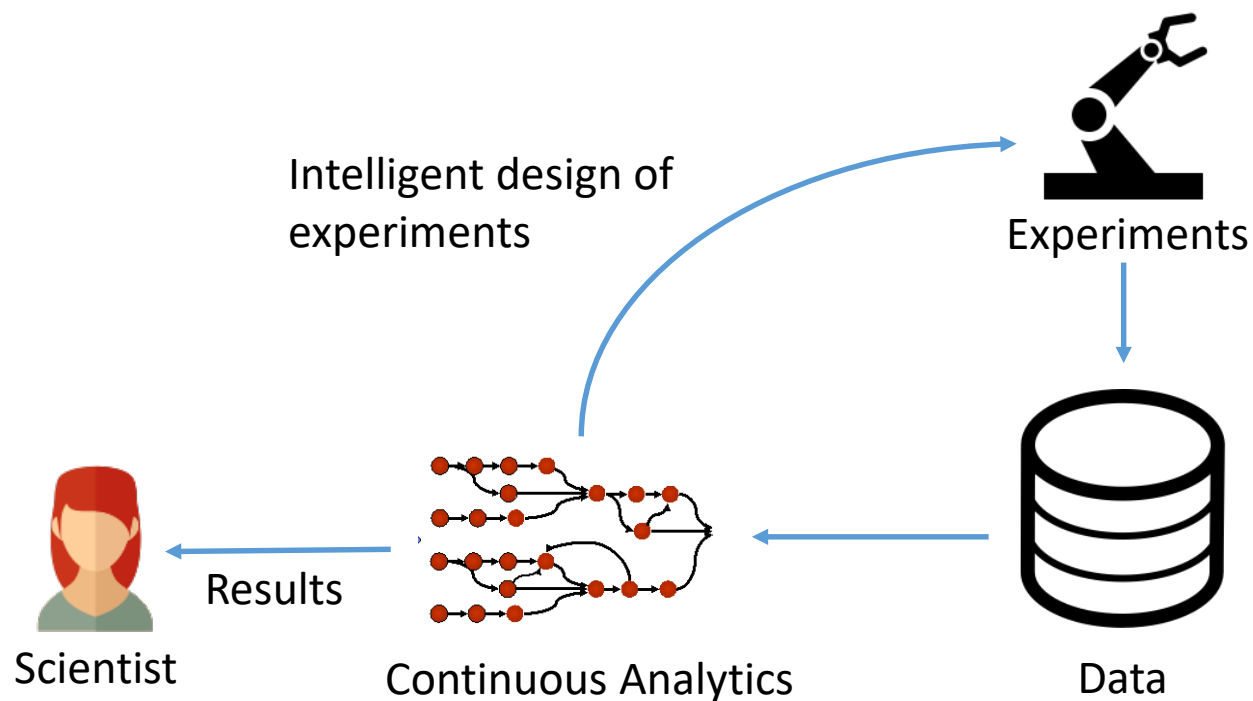 Intelligent design of
experiments
Experiments
Results
Scientist
Continuous Analytics
Data